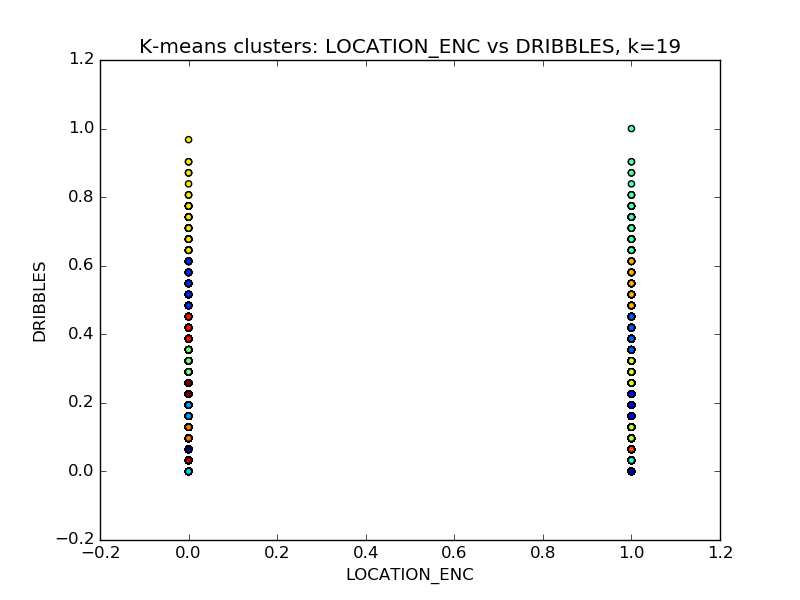 K-means clusters: LOCATION_ENC vs DRIBBLES, k=19
1.2
1.0
0.8
0.6
0.4
0.2
0.0
−0.2
DRIBBLES
−0.2 0.0 0.2 0.4 0.6 0.8 1.0 1.2
LOCATION_ENC